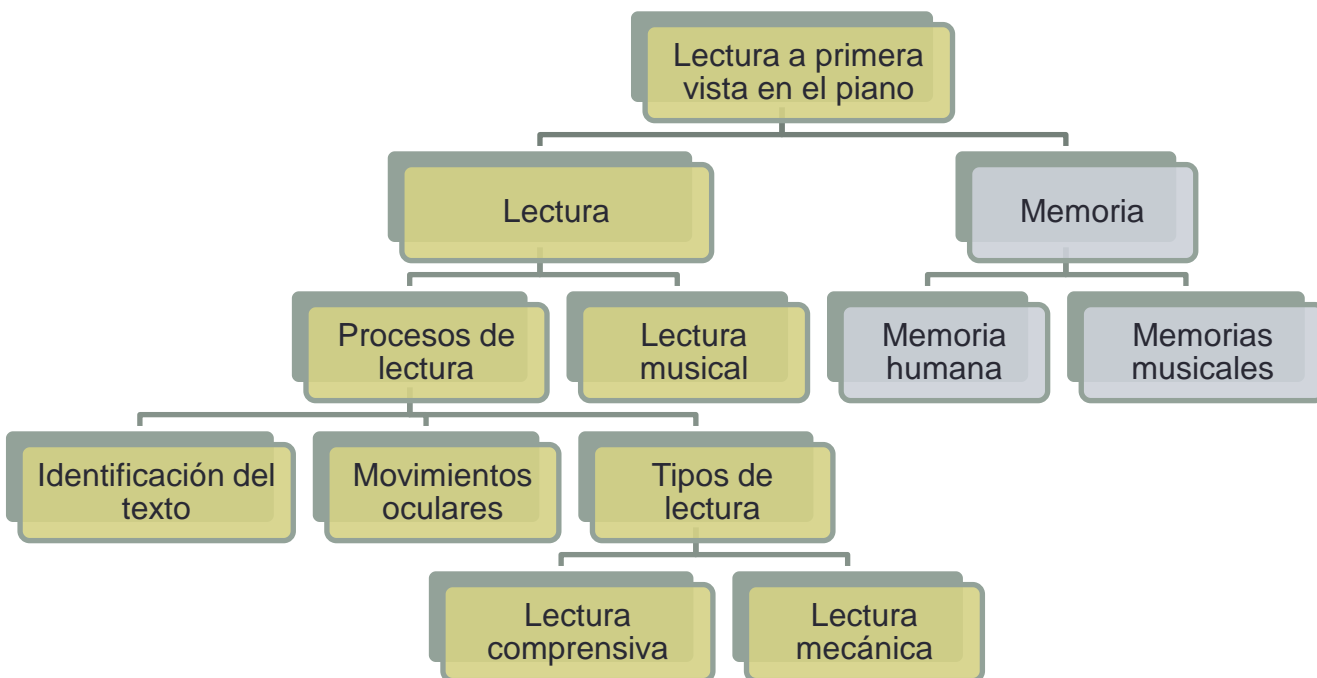 Lectura a primera
vista en el piano
Lectura
Memoria
Procesos de
lectura
Lectura
musical
Memoria
humana
Memorias
musicales
Identificación del
texto
Movimientos
oculares
Tipos de
lectura
Lectura
comprensiva
Lectura
mecánica